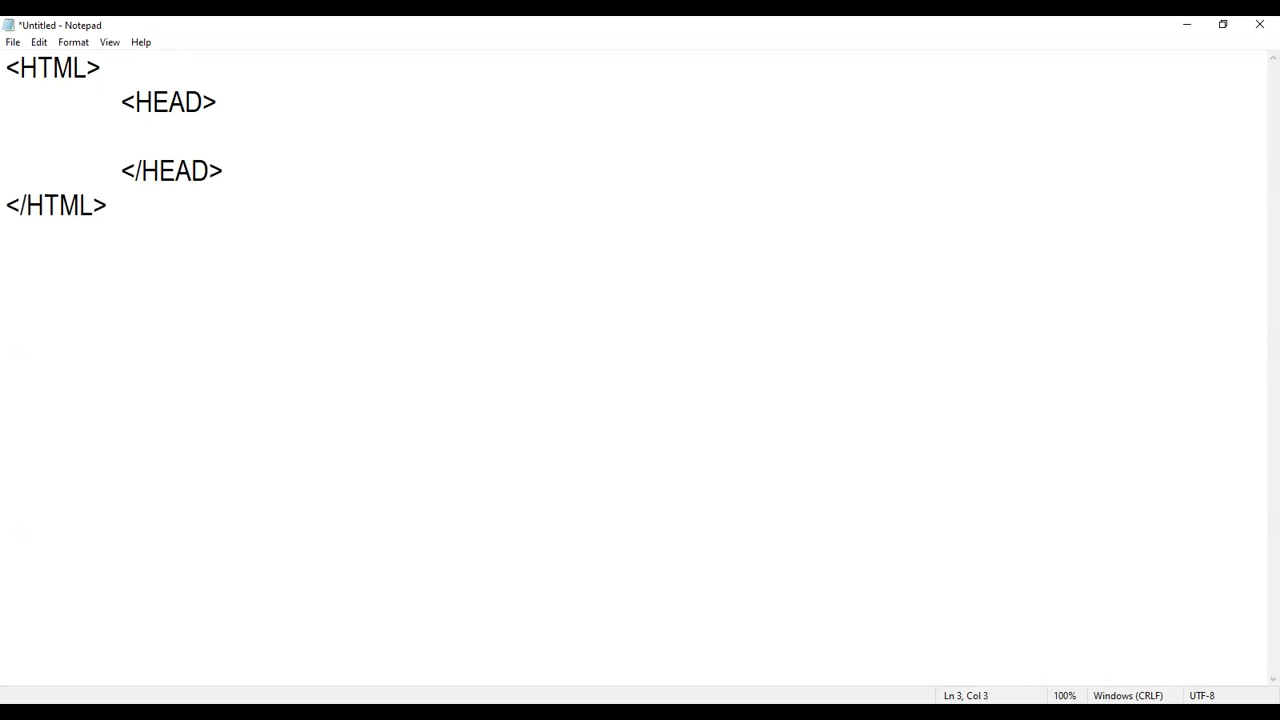 *Untitled - Notepad
File Edit Format View Help
<HTML>
<HEAD>
</HEAD>
</HTML>
Ln 3, Col 3 100% Windows (CRLF) UTF-8